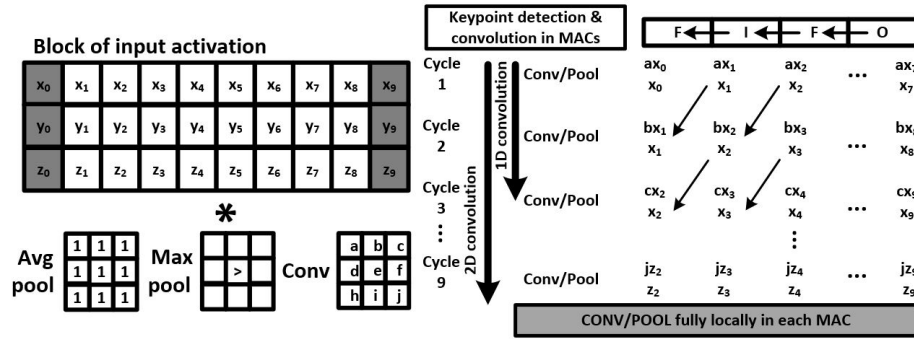 Block of input activation
x₀ x₁ x₂ x₃ x₄ x₅ x₆ x₇ x₈ x₉
y₀ y₁ y₂ y₃ y₄ y₅ y₆ y₇ y₈ y₉
z₀ z₁ z₂ z₃ z₄ z₅ z₆ z₇ z₈ z₉
*
Avg
pool
1 1 1
1 1 1
1 1 1
Max
pool
>
Conv
a b c
d e f
h i j
Keypoint detection &
convolution in MACs
F I F O
Cycle
1
Cycle
2
Cycle
3
⋮
Cycle
9
1D convolution
2D convolution
Conv/Pool
ax₀ ax₁ ax₂ ... ax₇
x₀ x₁ x₂ x₇
Conv/Pool
bx₁ bx₂ bx₃ bx₈
x₁ x₂ x₃ ... x₈
Conv/Pool
cx₂ cx₃ cx₄ cx₉
x₂ x₃ x₄ ... x₉
⋮
Conv/Pool
jz₂ jz₃ jz₄ ... jz₉
z₂ z₃ z₄ z₉
CONV/POOL fully locally in each MAC